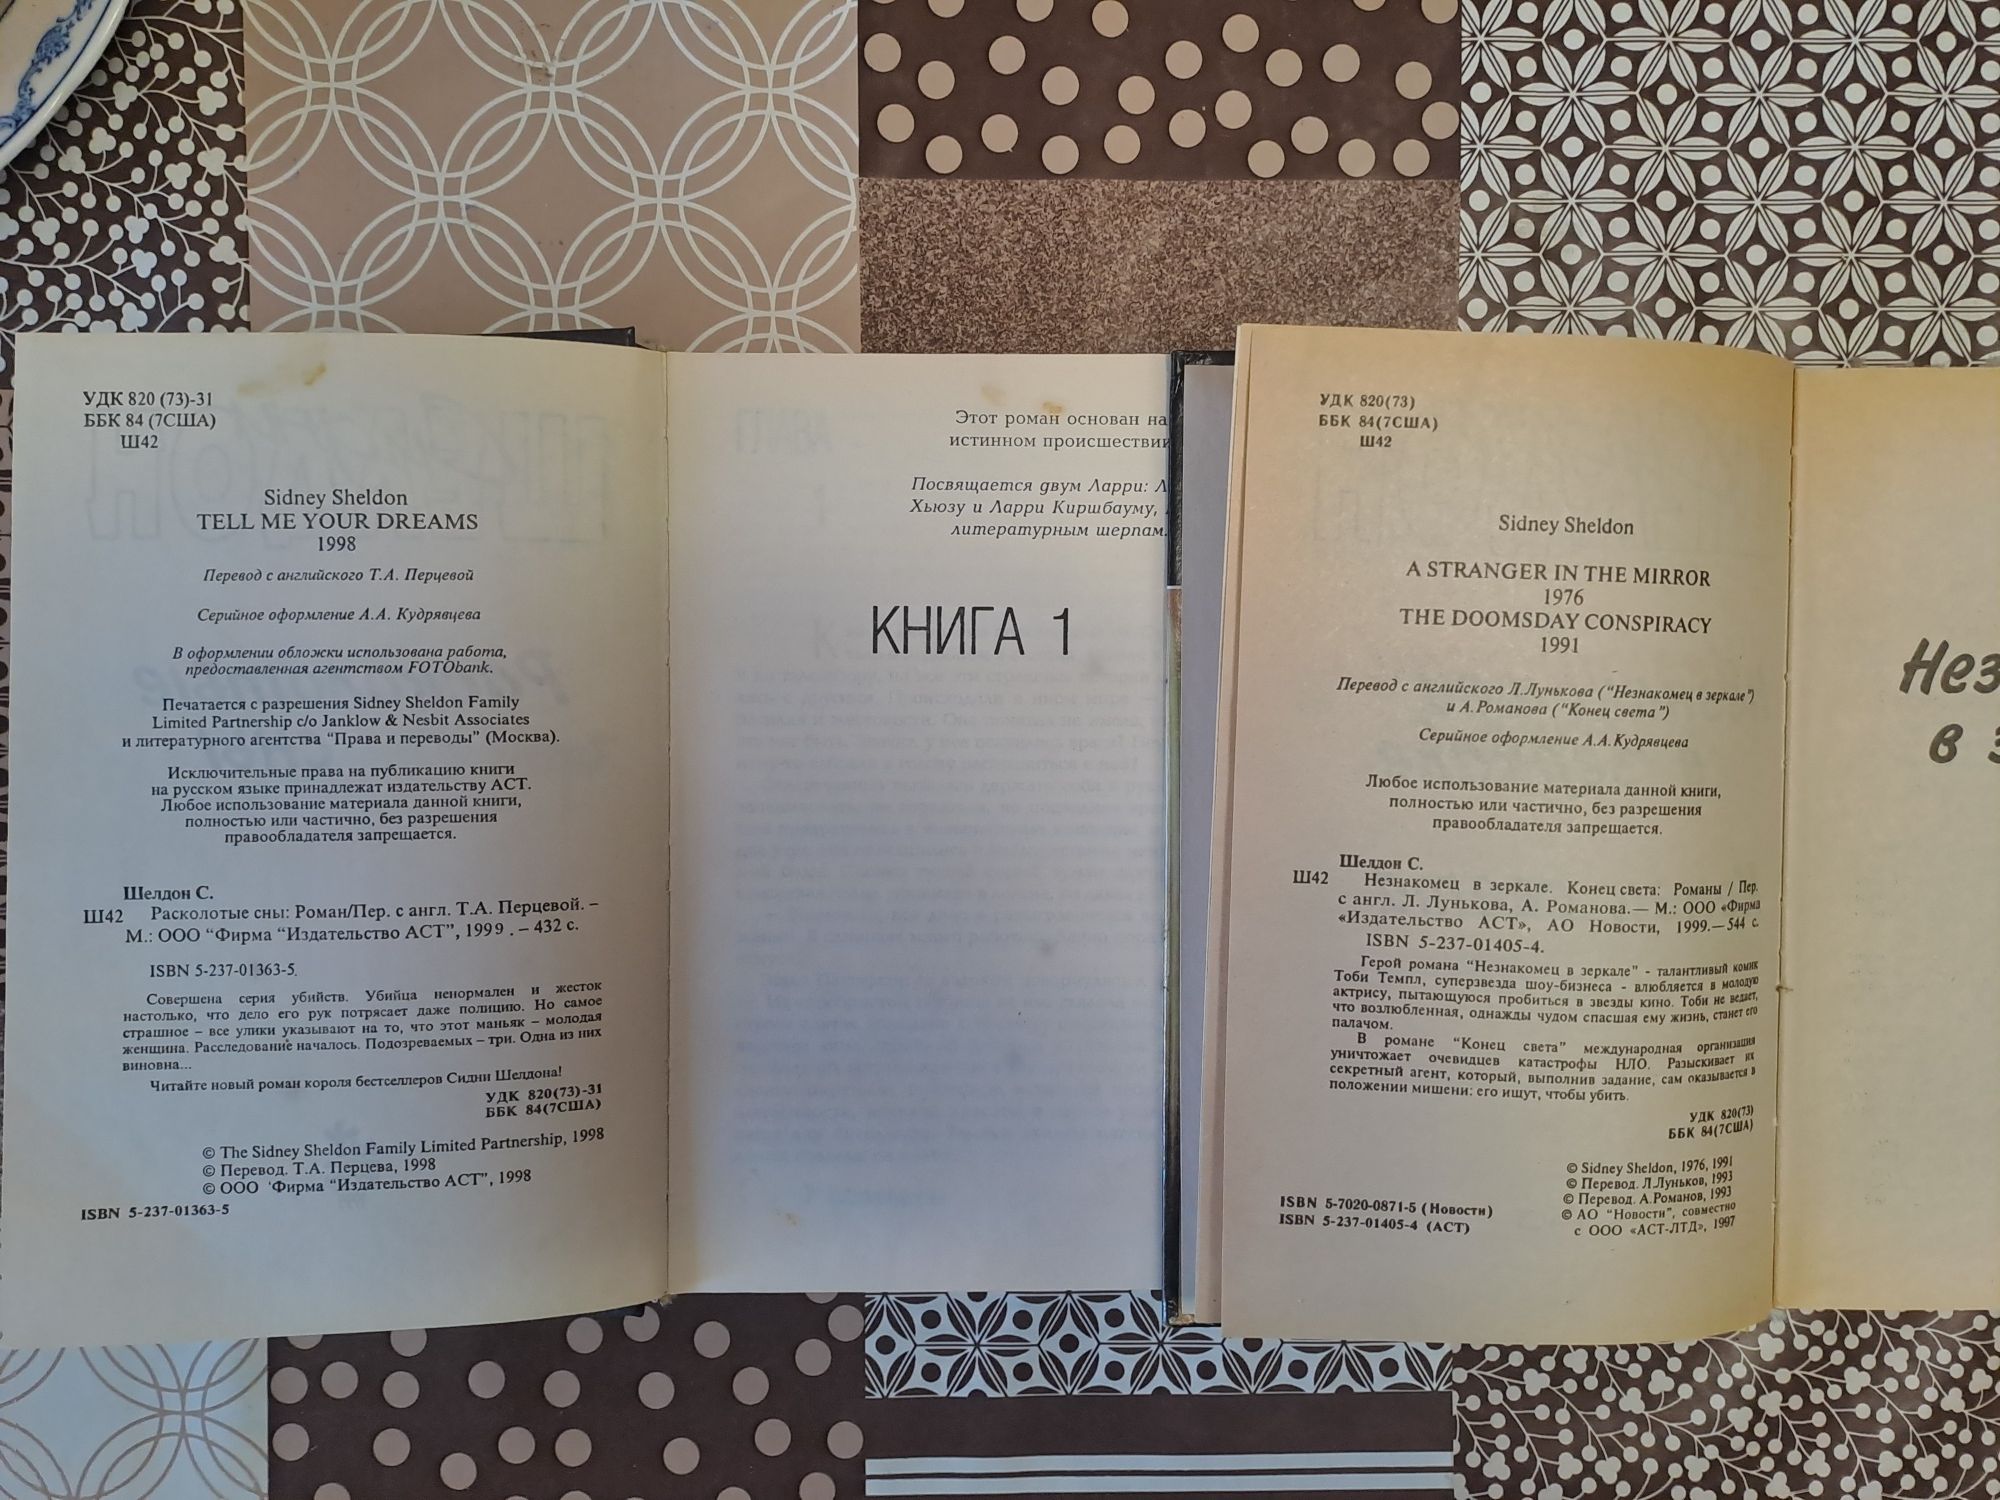 УДК 820 (73)-31
ББК 84 (7США)
Ш42
Sidney Sheldon
TELL ME YOUR DREAMS
1998
Перевод с английского Т.А. Перцевой
Серийное оформление А.А. Кудрявцева
В оформлении обложки использована работа,
предоставленная агентством FOTObank.
Печатается с разрешения Sidney Sheldon Family
Limited Partnership c/o Janklow & Nesbit Associates
и литературного агентства “Права и переводы” (Москва).
Исключительные права на публикацию книги
на русском языке принадлежат издательству АСТ.
Любое использование материала данной книги,
полностью или частично, без разрешения
правообладателя запрещается.
Шелдон С.
Ш42 Расколотые сны: Роман/Пер. с англ. Т.А. Перцевой. –
М.: ООО “Фирма “Издательство АСТ”, 1999 . – 432 с.
ISBN 5-237-01363-5.
Совершена серия убийств. Убийца ненормален и жесток
настолько, что дело его рук потрясает даже полицию. Но самое
страшное – все улики указывают на то, что этот маньяк – молодая
женщина. Расследование началось. Подозреваемых – три. Одна из них
виновна...
Читайте новый роман короля бестселлеров Сидни Шелдона!
УДК 820(73)-31
ББК 84(7США)
© The Sidney Sheldon Family Limited Partnership, 1998
© Перевод. Т.А. Перцева, 1998
© ООО ‘Фирма “Издательство АСТ”, 1998
ISBN 5-237-01363-5
Этот роман основан на
истинном происшествии
Посвящается двум Ларри: Л
Хьюзу и Ларри Киршбауму,
литературным шерпам.
КНИГА 1
УДК 820(73)
ББК 84(7США)
Ш42
Sidney Sheldon
A STRANGER IN THE MIRROR
1976
THE DOOMSDAY CONSPIRACY
1991
Перевод с английского Л.Лунькова (“Незнакомец в зеркале”)
и А.Романова (“Конец света”)
Серийное оформление А.А.Кудрявцева
Любое использование материала данной книги,
полностью или частично, без разрешения
правообладателя запрещается.
Шелдон С.
Ш42 Незнакомец в зеркале. Конец света: Романы / Пер.
с англ. Л. Лунькова, А. Романова.— М.: ООО «Фирма
«Издательство АСТ», АО Новости, 1999.—544 с.
ISBN 5-237-01405-4.
Герой романа “Незнакомец в зеркале” - талантливый комик
Тоби Темпл, суперзвезда шоу-бизнеса - влюбляется в молодую
актрису, пытающуюся пробиться в звезды кино. Тоби не ведает,
что возлюбленная, однажды чудом спасшая ему жизнь, станет его
палачом.
В романе “Конец света” международная организация
уничтожает очевидцев катастрофы НЛО. Разыскивает их
секретный агент, который, выполнив задание, сам оказывается в
положении мишени: его ищут, чтобы убить.
УДК 820(73)
ББК 84(7США)
© Sidney Sheldon, 1976, 1991
© Перевод. Л.Луньков, 1993
© Перевод. А.Романов, 1993
© АО “Новости”, совместно
с ООО «АСТ-ЛТД», 1997
ISBN 5-7020-0871-5 (Новости)
ISBN 5-237-01405-4 (АСТ)
Нез
в з